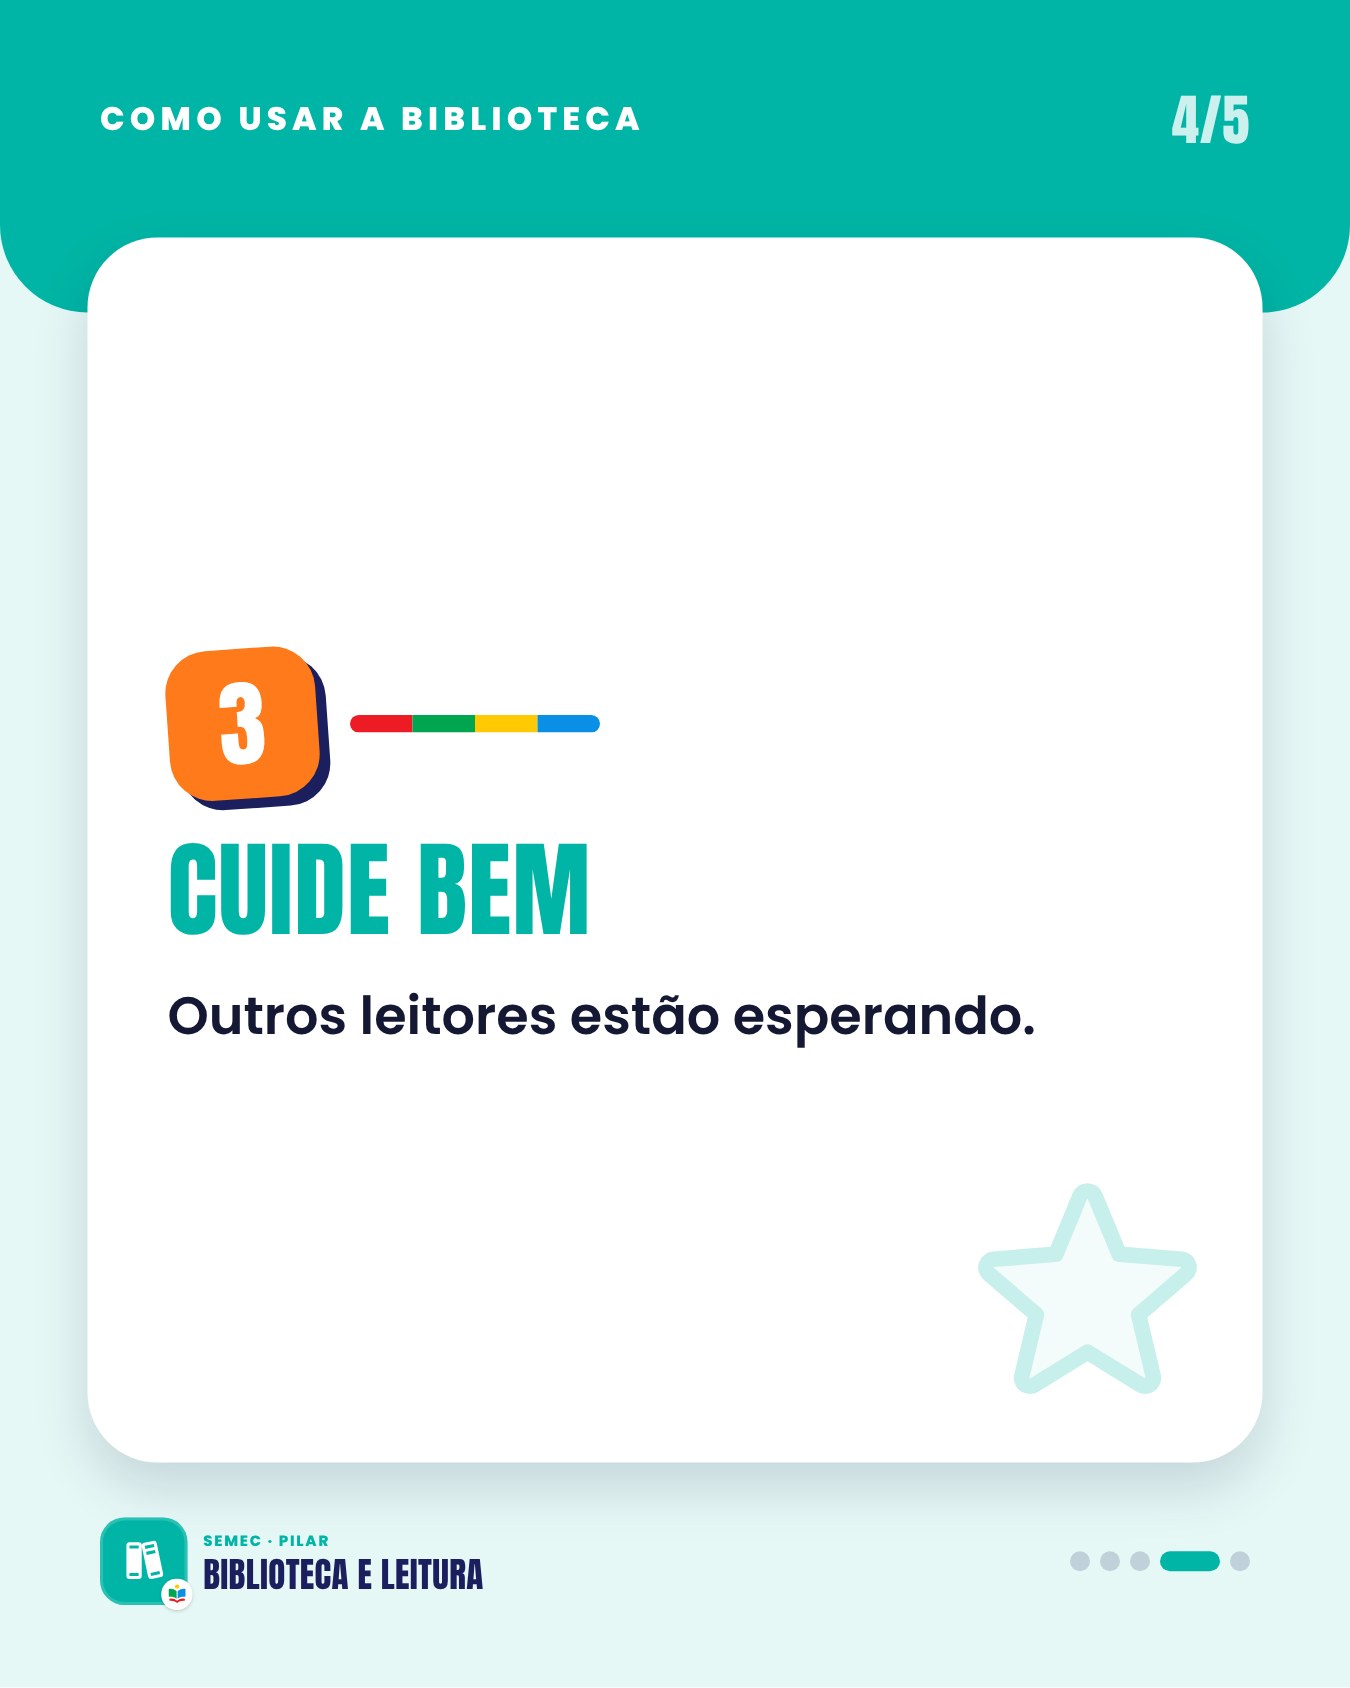 COMO USAR A BIBLIOTECA
4/5
3
CUIDE BEM
Outros leitores estão esperando.
SEMEC · PILAR
BIBLIOTECA E LEITURA